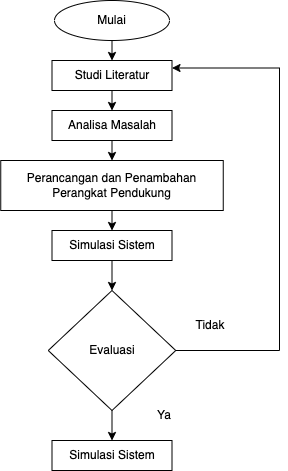 Mulai
Studi Literatur
Analisa Masalah
Perancangan dan Penambahan
Perangkat Pendukung
Simulasi Sistem
Evaluasi
Tidak
Ya
Simulasi Sistem